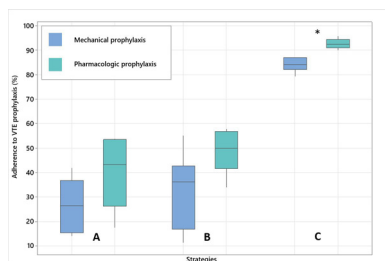 100
Mechanical prophylaxis
Pharmacologic prophylaxis
*
90
80
70
60
50
40
30
20
10
Adherence to VTE prophylaxis (%)
A
B
C
Strategies